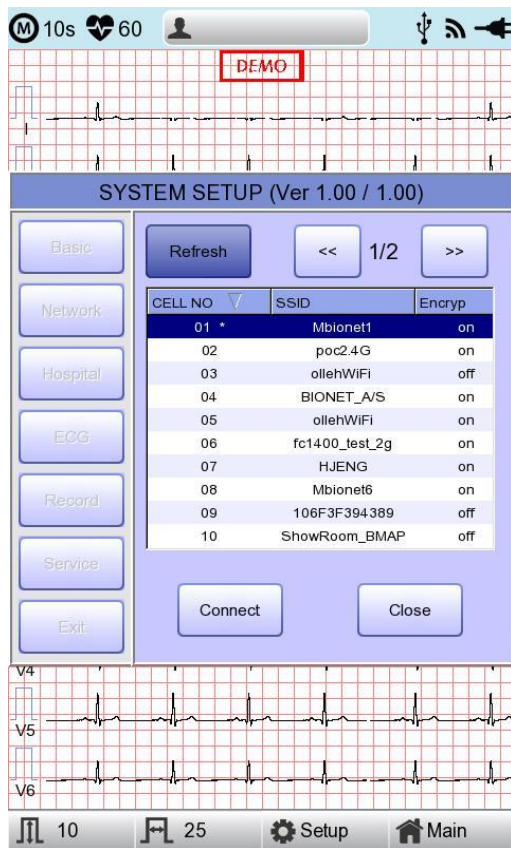 M 10s 60
DEMO
I
SYSTEM SETUP (Ver 1.00 / 1.00)
Basic
Network
Hospital
ECG
Record
Service
Exit
Refresh << 1/2 >>
CELL NO SSID Encryp
01 * Mbionet1 on
02 poc2.4G on
03 ollehWiFi off
04 BIONET_A/S on
05 ollehWiFi on
06 fc1400_test_2g on
07 HJENG on
08 Mbionet6 on
09 106F3F394389 off
10 ShowRoom_BMAP off
Connect Close
V4
V5
V6
10 25 Setup Main